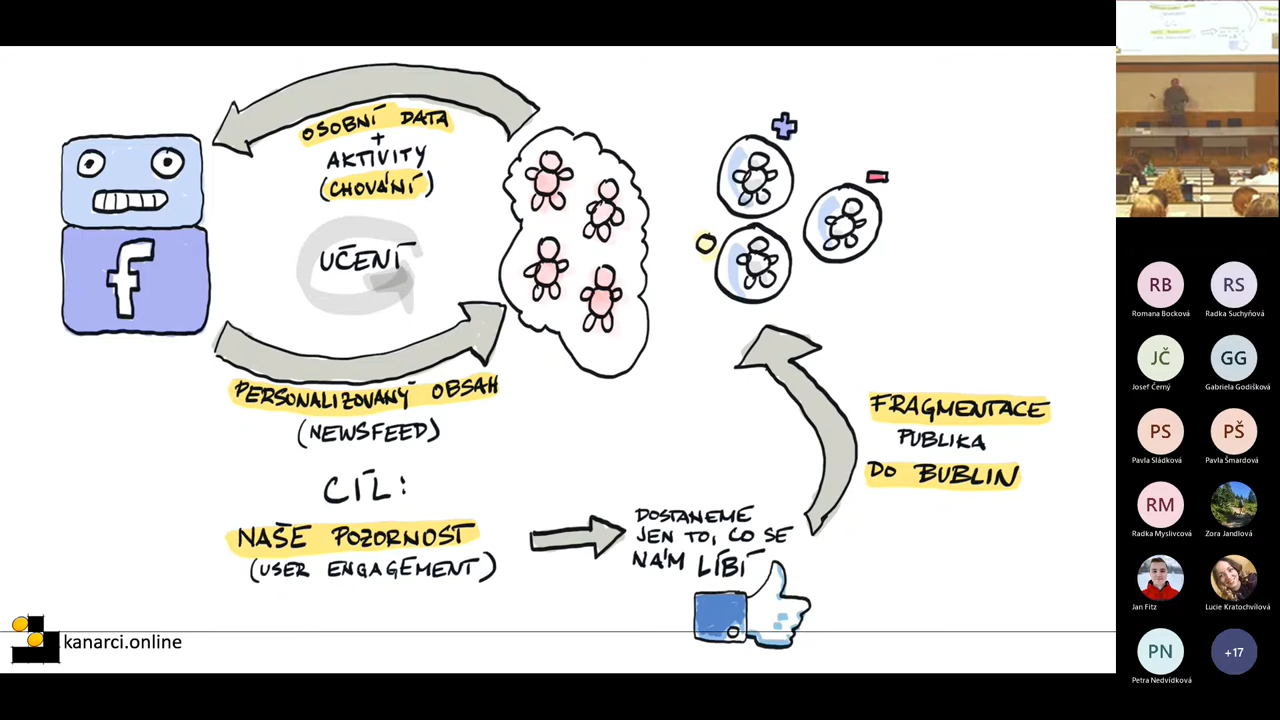 OSOBNÍ DATA
+
AKTIVITY
(CHOVÁNÍ)
UČENÍ
f
PERSONALIZOVANÝ OBSAH
(NEWSFEED)
CÍL:
NAŠE POZORNOST
(USER ENGAGEMENT)
DOSTANEME
JEN TO, CO SE
NÁM LÍBÍ
FRAGMENTACE
PUBLIKA
DO BUBLIN
kanarci.online
RB
Romana Bocková
RS
Radka Suchyňová
JČ
Josef Černý
GG
Gabriela Godišková
PS
Pavla Sládková
PŠ
Pavla Šmardová
RM
Radka Myslivcová
Zora Jandlová
Jan Fitz
Lucie Kratochvílová
PN
Petra Nedvídková
+17